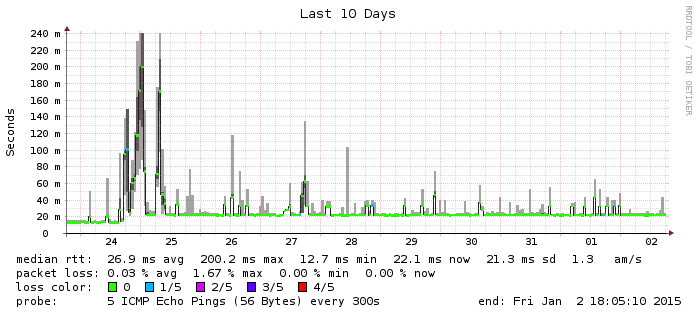 Last 10 Days
RRDTOOL / TOBI OETIKER
Seconds
240 m
220 m
200 m
180 m
160 m
140 m
120 m
100 m
80 m
60 m
40 m
20 m
0
24 25 26 27 28 29 30 31 01 02
median rtt: 26.9 ms avg 200.2 ms max 12.7 ms min 22.1 ms now 21.3 ms sd 1.3 am/s
packet loss: 0.03 % avg 1.67 % max 0.00 % min 0.00 % now
loss color: 0 1/5 2/5 3/5 4/5
probe: 5 ICMP Echo Pings (56 Bytes) every 300s end: Fri Jan 2 18:05:10 2015